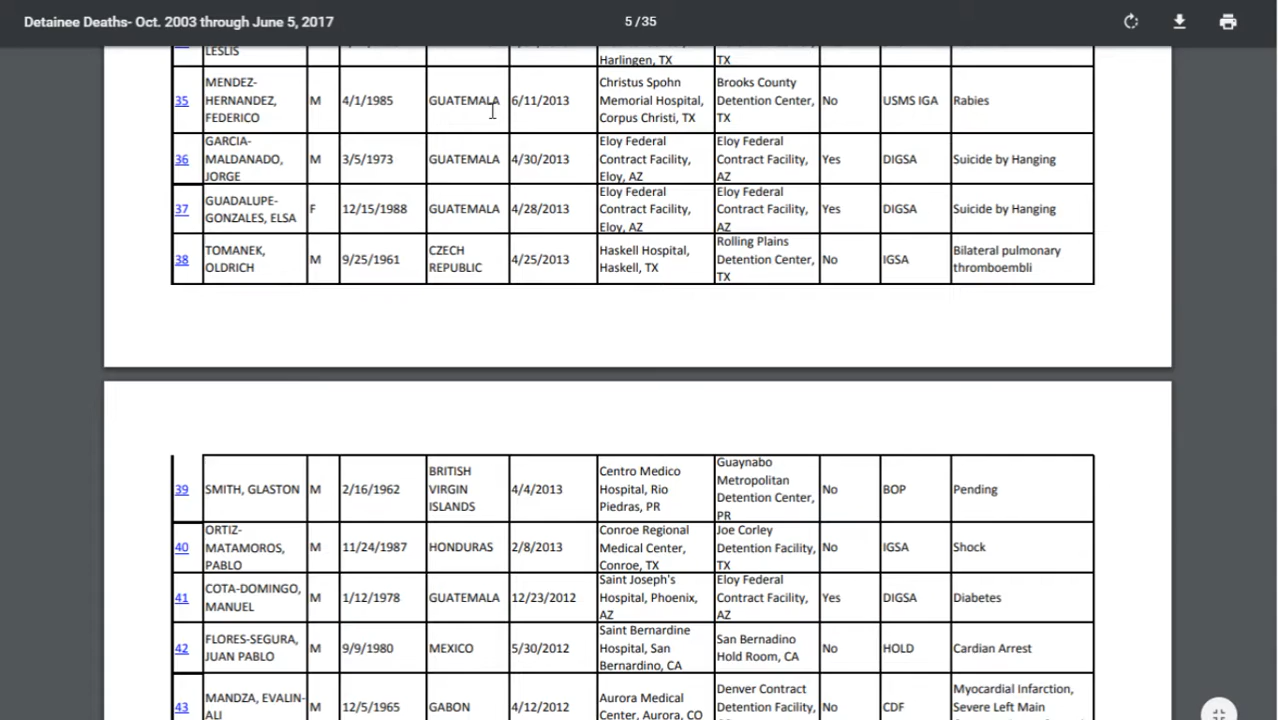 Detainee Deaths- Oct. 2003 through June 5, 2017
5 / 35
LESLIS Harlingen, TX TX
35 MENDEZ-HERNANDEZ, FEDERICO M 4/1/1985 GUATEMALA 6/11/2013 Christus Spohn Memorial Hospital, Corpus Christi, TX Brooks County Detention Center, TX No USMS IGA Rabies
36 GARCIA-MALDANADO, JORGE M 3/5/1973 GUATEMALA 4/30/2013 Eloy Federal Contract Facility, Eloy, AZ Eloy Federal Contract Facility, AZ Yes DIGSA Suicide by Hanging
37 GUADALUPE-GONZALES, ELSA F 12/15/1988 GUATEMALA 4/28/2013 Eloy Federal Contract Facility, Eloy, AZ Eloy Federal Contract Facility, AZ Yes DIGSA Suicide by Hanging
38 TOMANEK, OLDRICH M 9/25/1961 CZECH REPUBLIC 4/25/2013 Haskell Hospital, Haskell, TX Rolling Plains Detention Center, TX No IGSA Bilateral pulmonary thromboembli
39 SMITH, GLASTON M 2/16/1962 BRITISH VIRGIN ISLANDS 4/4/2013 Centro Medico Hospital, Rio Piedras, PR Guaynabo Metropolitan Detention Center, PR No BOP Pending
40 ORTIZ-MATAMOROS, PABLO M 11/24/1987 HONDURAS 2/8/2013 Conroe Regional Medical Center, Conroe, TX Joe Corley Detention Facility, TX No IGSA Shock
41 COTA-DOMINGO, MANUEL M 1/12/1978 GUATEMALA 12/23/2012 Saint Joseph's Hospital, Phoenix, AZ Eloy Federal Contract Facility, AZ Yes DIGSA Diabetes
42 FLORES-SEGURA, JUAN PABLO M 9/9/1980 MEXICO 5/30/2012 Saint Bernardine Hospital, San Bernardino, CA San Bernadino Hold Room, CA No HOLD Cardian Arrest
43 MANDZA, EVALIN-ALI M 12/5/1965 GABON 4/12/2012 Aurora Medical Center, Aurora, CO Denver Contract Detention Facility, No CDF Myocardial Infarction, Severe Left Main